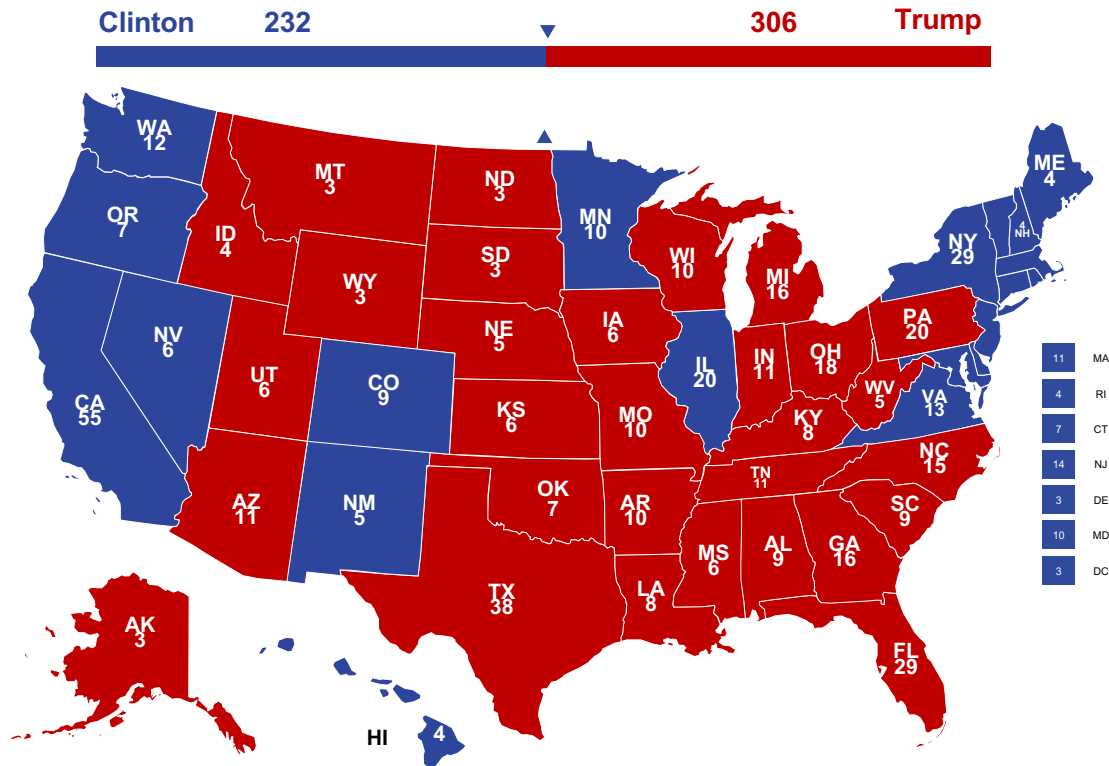 Clinton 232 306 Trump
WA
12
ME
4
MT
3
ND
3
OR
7
MN
10
4
NH
ID
4
NY
29
SD
3
WI
10
MI
16
WY
3
NE
5
IA
6
PA
20
NV
6
OH
18
IL
20
IN
11
11 MA
UT
6
CO
9
WV
5
4 RI
CA
55
VA
13
KS
6
MO
10
KY
8
7 CT
NC
15
14 NJ
TN
11
AZ
11
NM
5
OK
7
AR
10
SC
9
3 DE
MS
6
AL
9
GA
16
10 MD
TX
38
LA
8
3 DC
AK
3
FL
29
HI 4